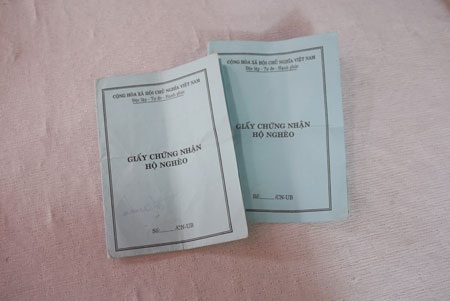 CỘNG HÒA XÃ HỘI CHỦ NGHĨA VIỆT NAM
Độc lập - Tự do - Hạnh phúc
GIẤY CHỨNG NHẬN
HỘ NGHÈO
Số ...... /CN-UB
CỘNG HÒA XÃ HỘI CHỦ NGHĨA VIỆT NAM
Độc lập - Tự do - Hạnh phúc
GIẤY CHỨNG NHẬN
HỘ NGHÈO
Số ...... /CN-UB